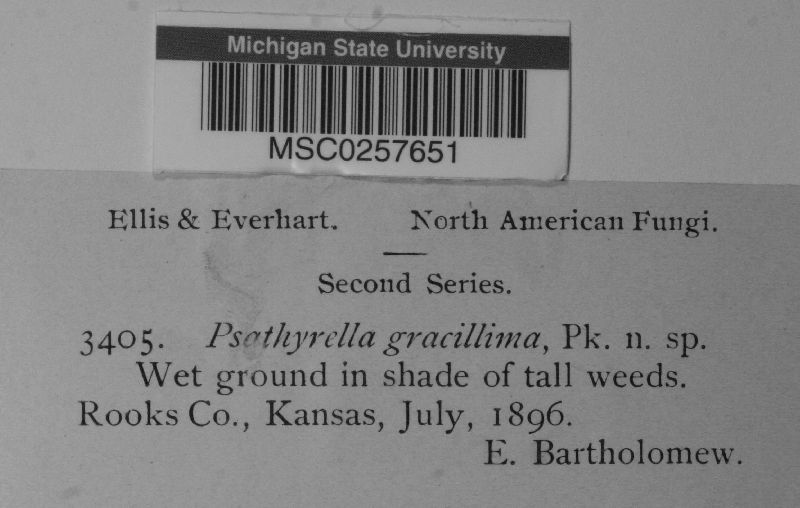 Michigan State University
MSC0257651
Ellis & Everhart. North American Fungi.
Second Series.
3405. Psathyrella gracillima, Pk. n. sp.
Wet ground in shade of tall weeds.
Rooks Co., Kansas, July, 1896.
E. Bartholomew.